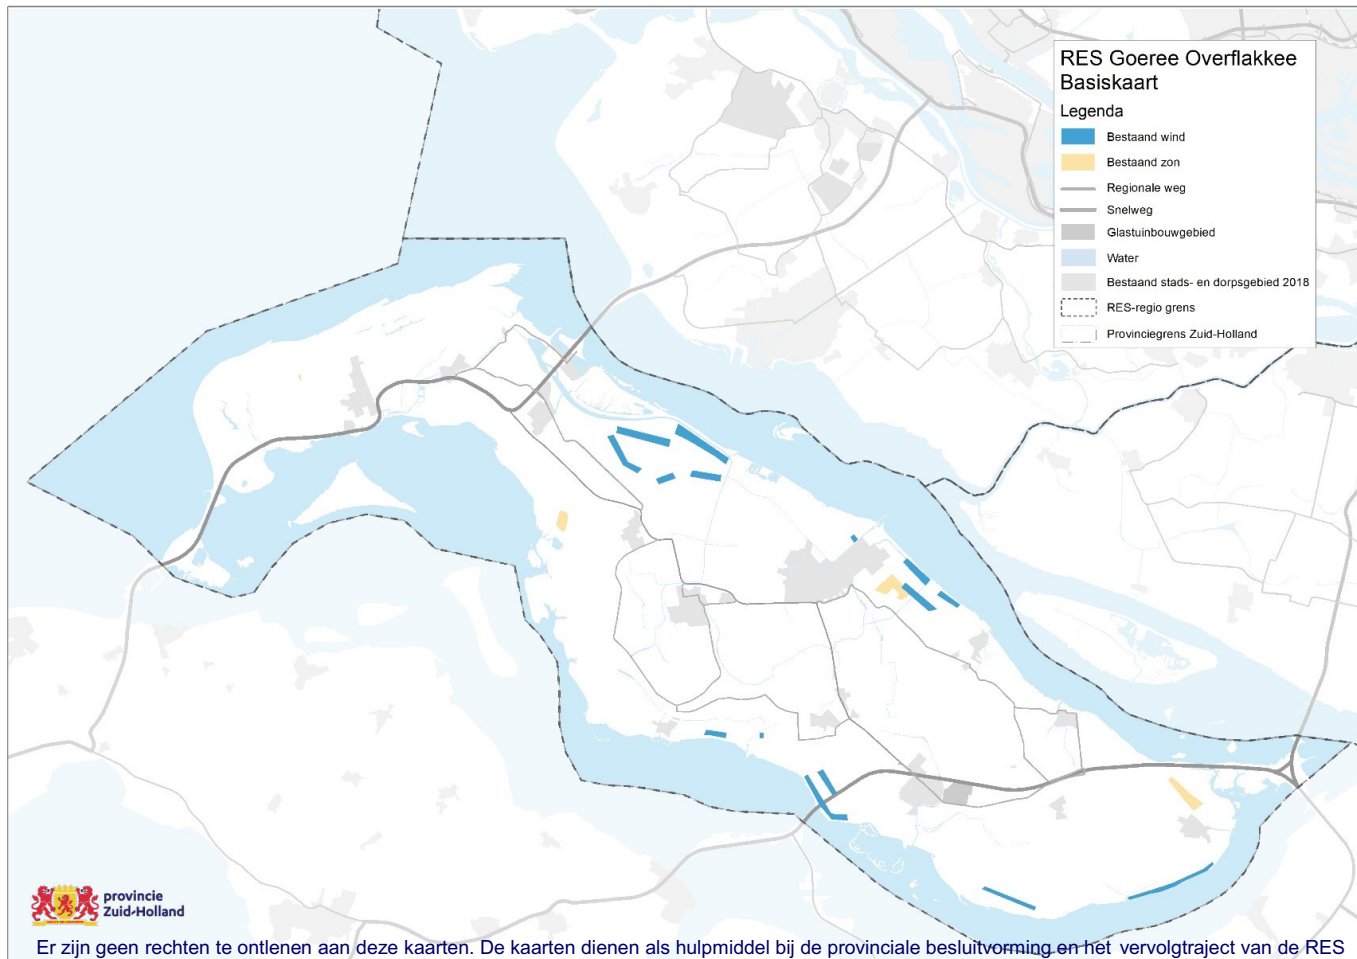 RES Goeree Overflakkee
Basiskaart
Legenda
Bestaand wind
Bestaand zon
Regionale weg
Snelweg
Glastuinbouwgebied
Water
Bestaand stads- en dorpsgebied 2018
RES-regio grens
Provinciegrens Zuid-Holland
provincie
Zuid-Holland
Er zijn geen rechten te ontlenen aan deze kaarten. De kaarten dienen als hulpmiddel bij de provinciale besluitvorming en het vervolgtraject van de RES